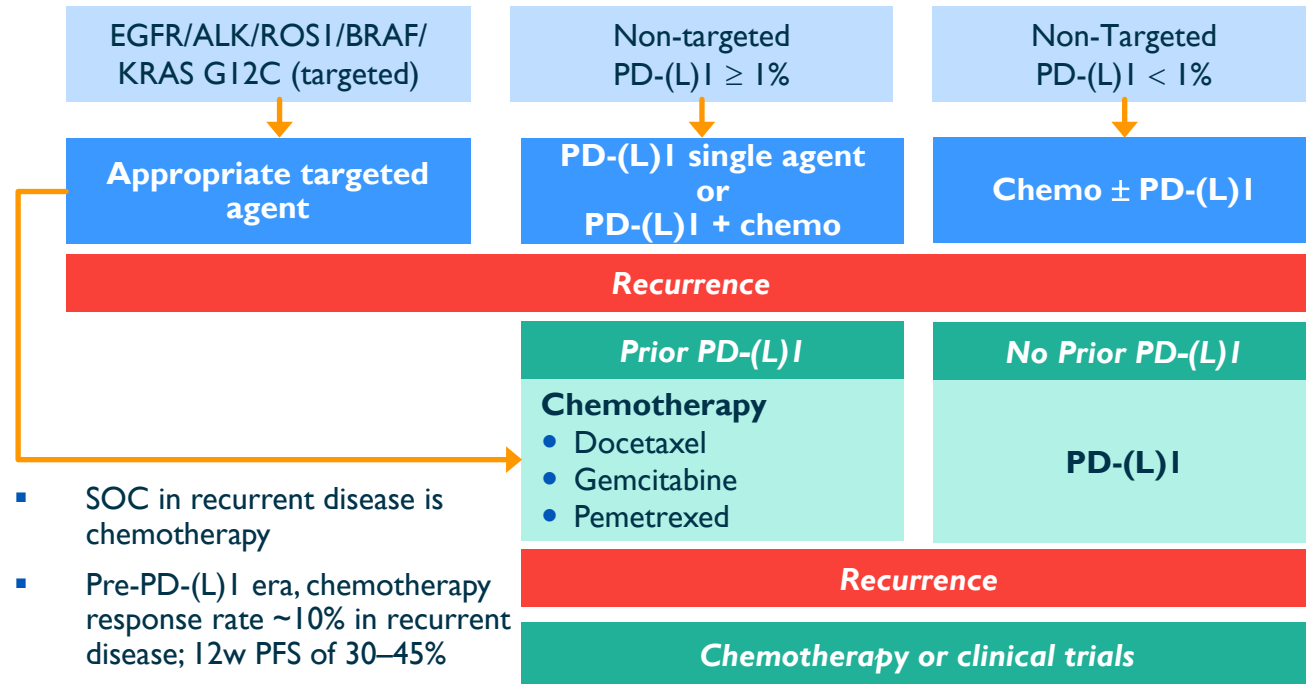 EGFR/ALK/ROS1/BRAF/
KRAS G12C (targeted)
Non-targeted
PD-(L)1 ≥ 1%
Non-Targeted
PD-(L)1 < 1%
Appropriate targeted
agent
PD-(L)1 single agent
or
PD-(L)1 + chemo
Chemo ± PD-(L)1
Recurrence
Prior PD-(L)1
No Prior PD-(L)1
Chemotherapy
• Docetaxel
• Gemcitabine
• Pemetrexed
PD-(L)1
▪ SOC in recurrent disease is
chemotherapy
▪ Pre-PD-(L)1 era, chemotherapy
response rate ~10% in recurrent
disease; 12w PFS of 30–45%
Recurrence
Chemotherapy or clinical trials